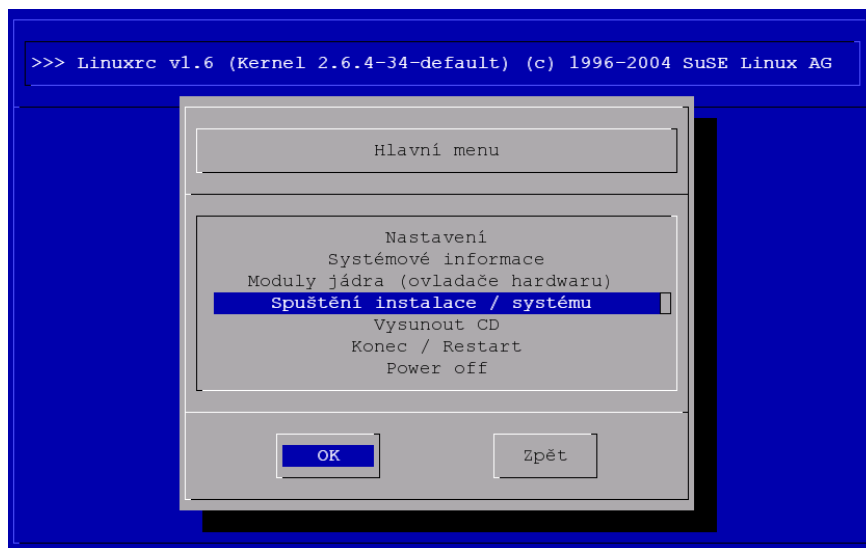 >>> Linuxrc v1.6 (Kernel 2.6.4-34-default) (c) 1996-2004 SuSE Linux AG
Hlavní menu
Nastavení
Systémové informace
Moduly jádra (ovladače hardwaru)
Spuštění instalace / systému
Vysunout CD
Konec / Restart
Power off
OK Zpět